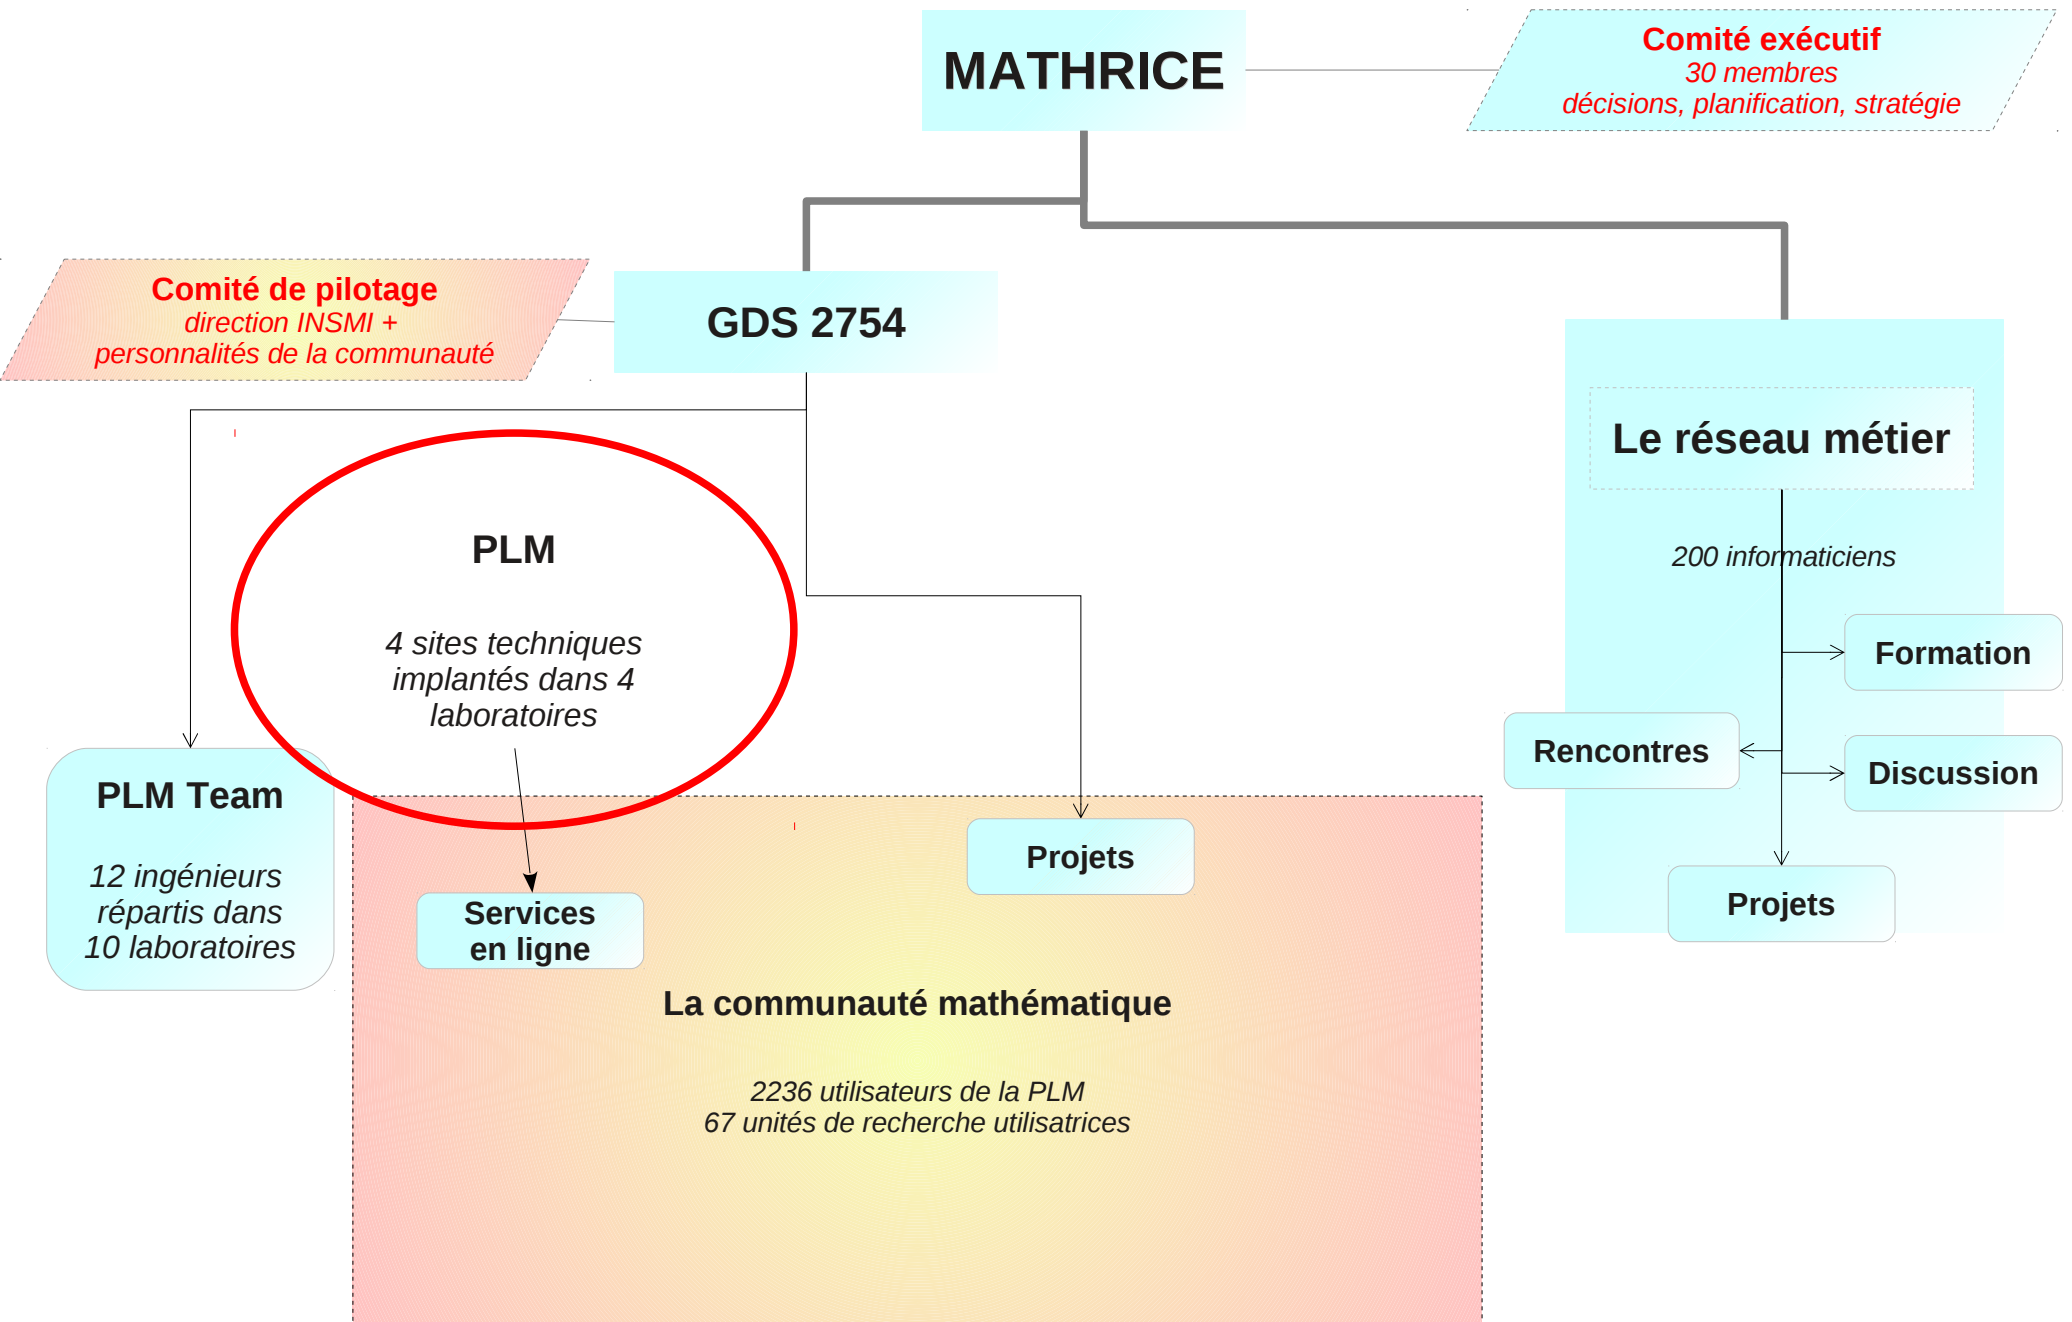 MATHRICE
Comité exécutif
30 membres
décisions, planification, stratégie
Comité de pilotage
direction INSMI +
personnalités de la communauté
GDS 2754
Le réseau métier
200 informaticiens
PLM
4 sites techniques
implantés dans 4
laboratoires
Formation
Rencontres
Discussion
Projets
PLM Team
12 ingénieurs
répartis dans
10 laboratoires
Projets
Services
en ligne
La communauté mathématique
2236 utilisateurs de la PLM
67 unités de recherche utilisatrices